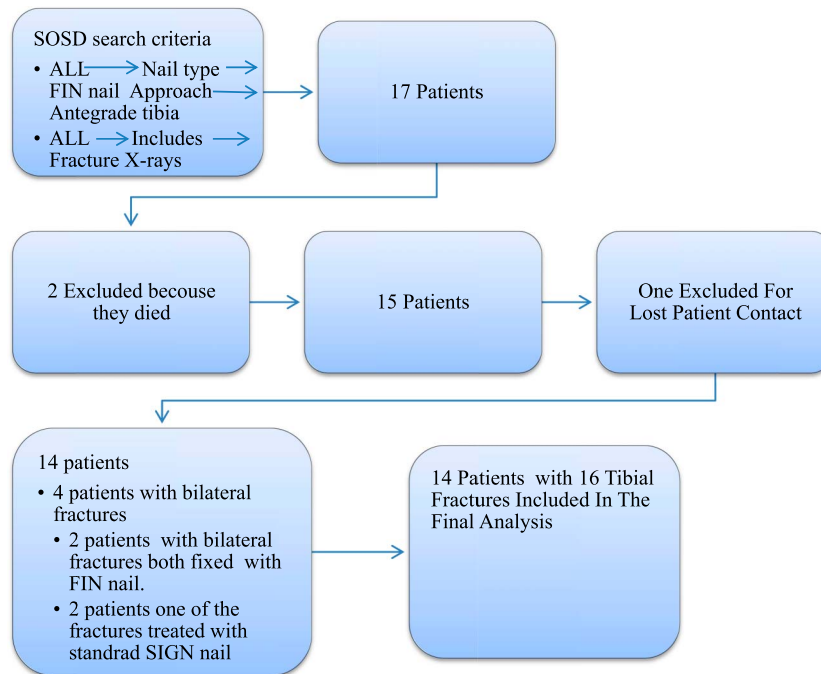 SOSD search criteria
• ALL Nail type
FIN nail Approach
Antegrade tibia
• ALL Includes
Fracture X-rays
17 Patients
2 Excluded becouse
they died
15 Patients
One Excluded For
Lost Patient Contact
14 patients
• 4 patients with bilateral
fractures
• 2 patients with bilateral
fractures both fixed with
FIN nail.
• 2 patients one of the
fractures treated with
standrad SIGN nail
14 Patients with 16 Tibial
Fractures Included In The
Final Analysis